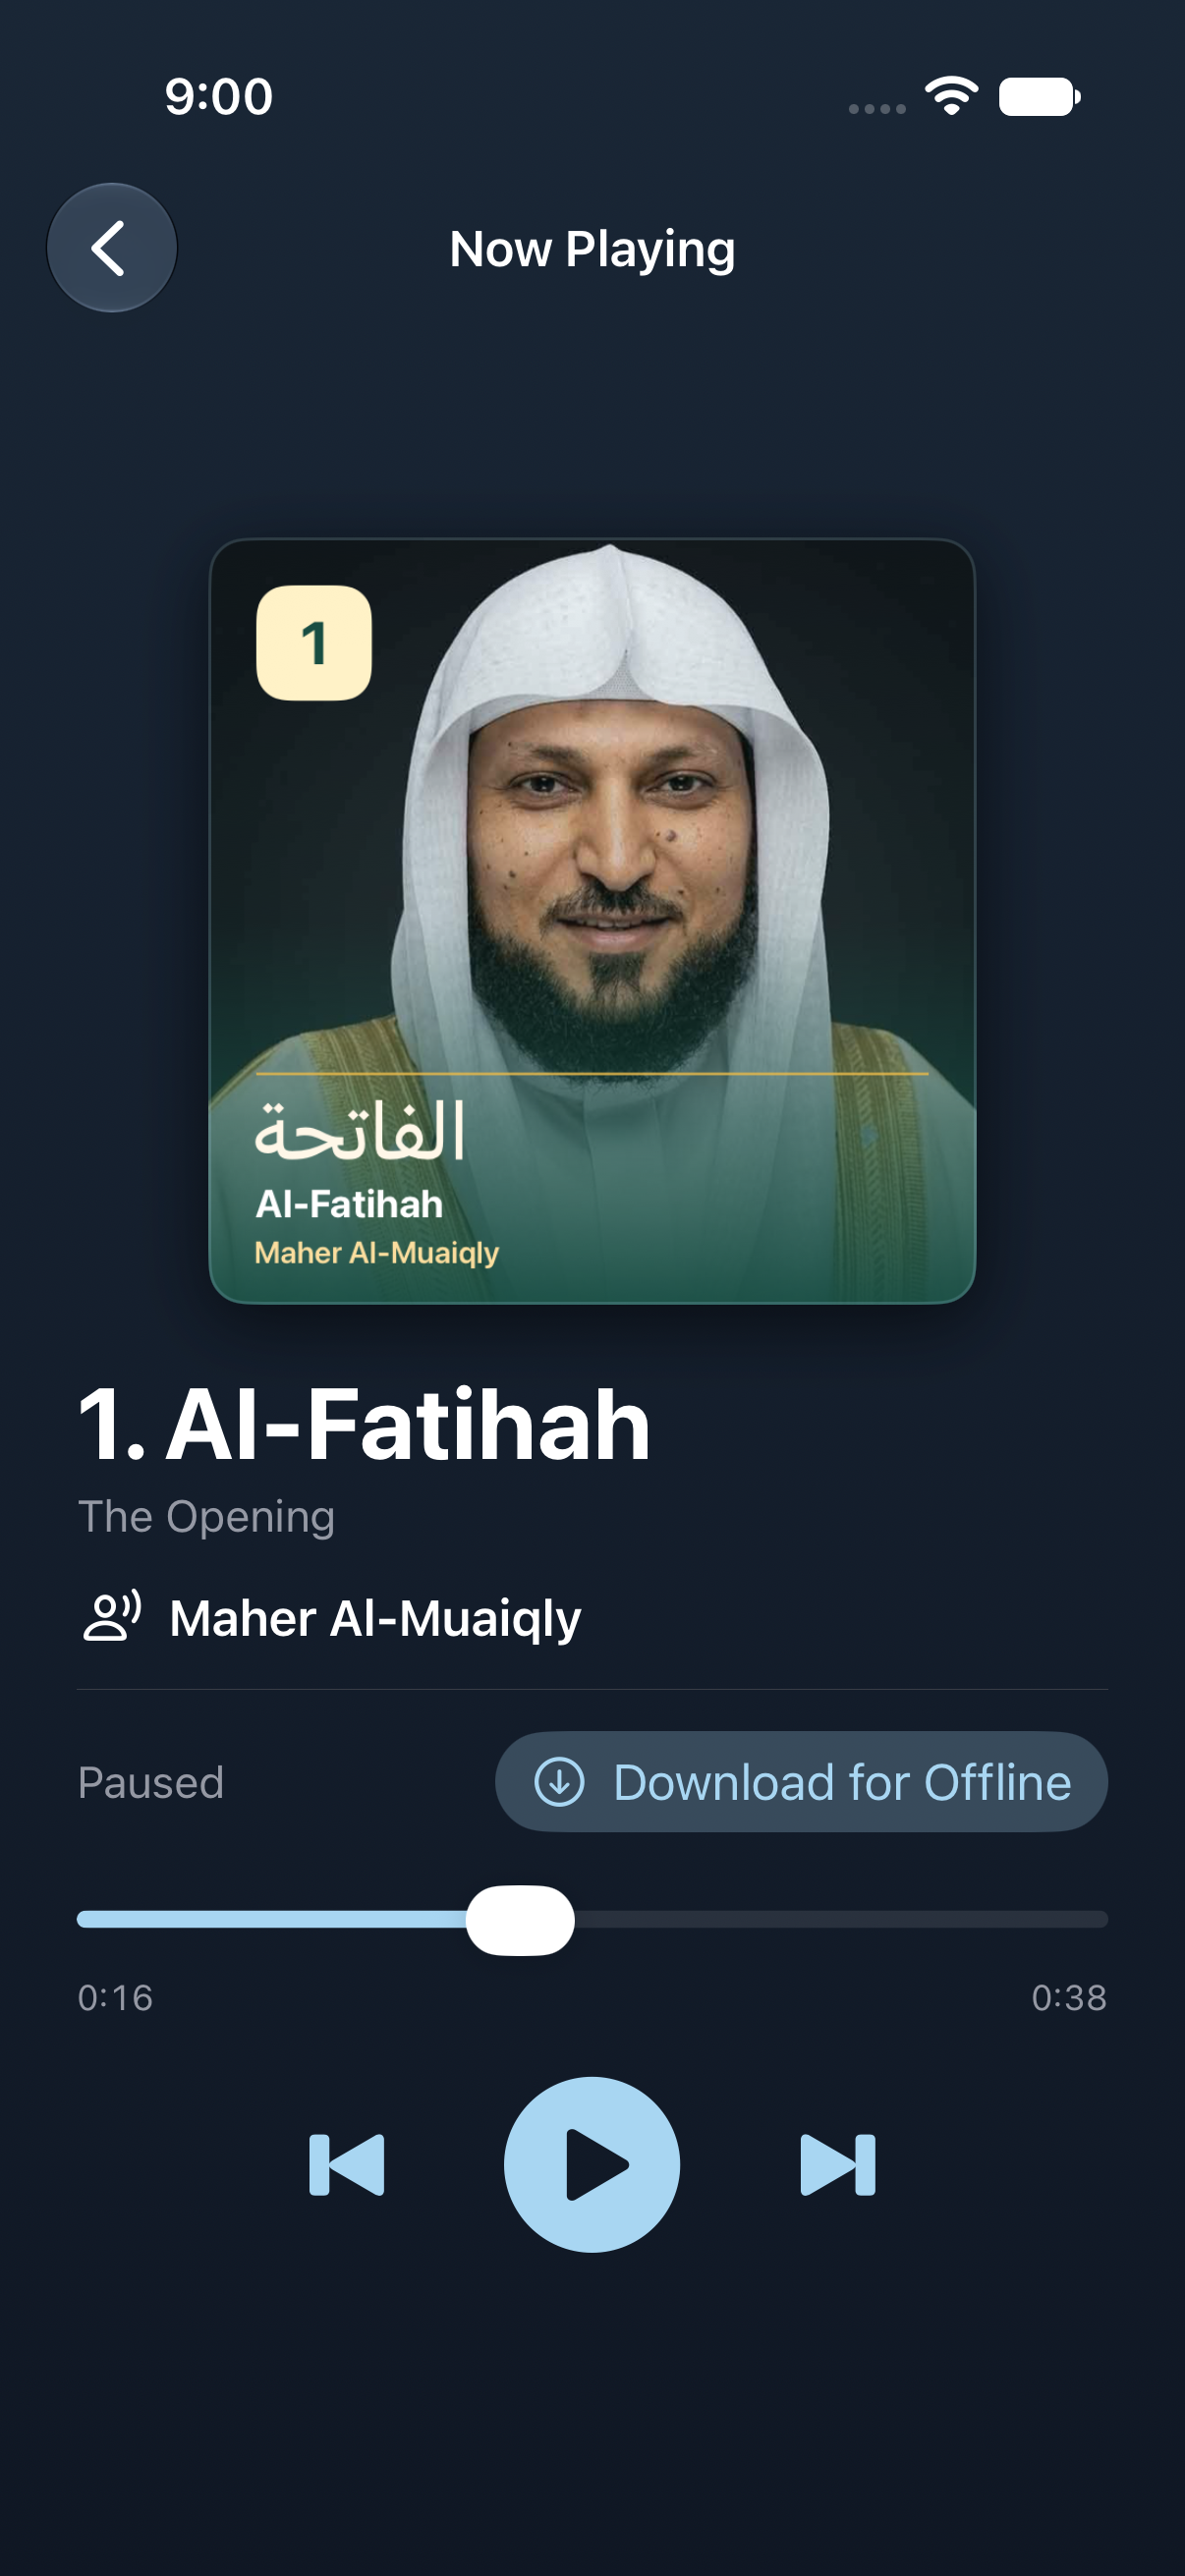 9:00
Now Playing
1
الفاتحة
Al-Fatihah
Maher Al-Muaiqly
1. Al-Fatihah
The Opening
Maher Al-Muaiqly
Paused
Download for Offline
0:16
0:38